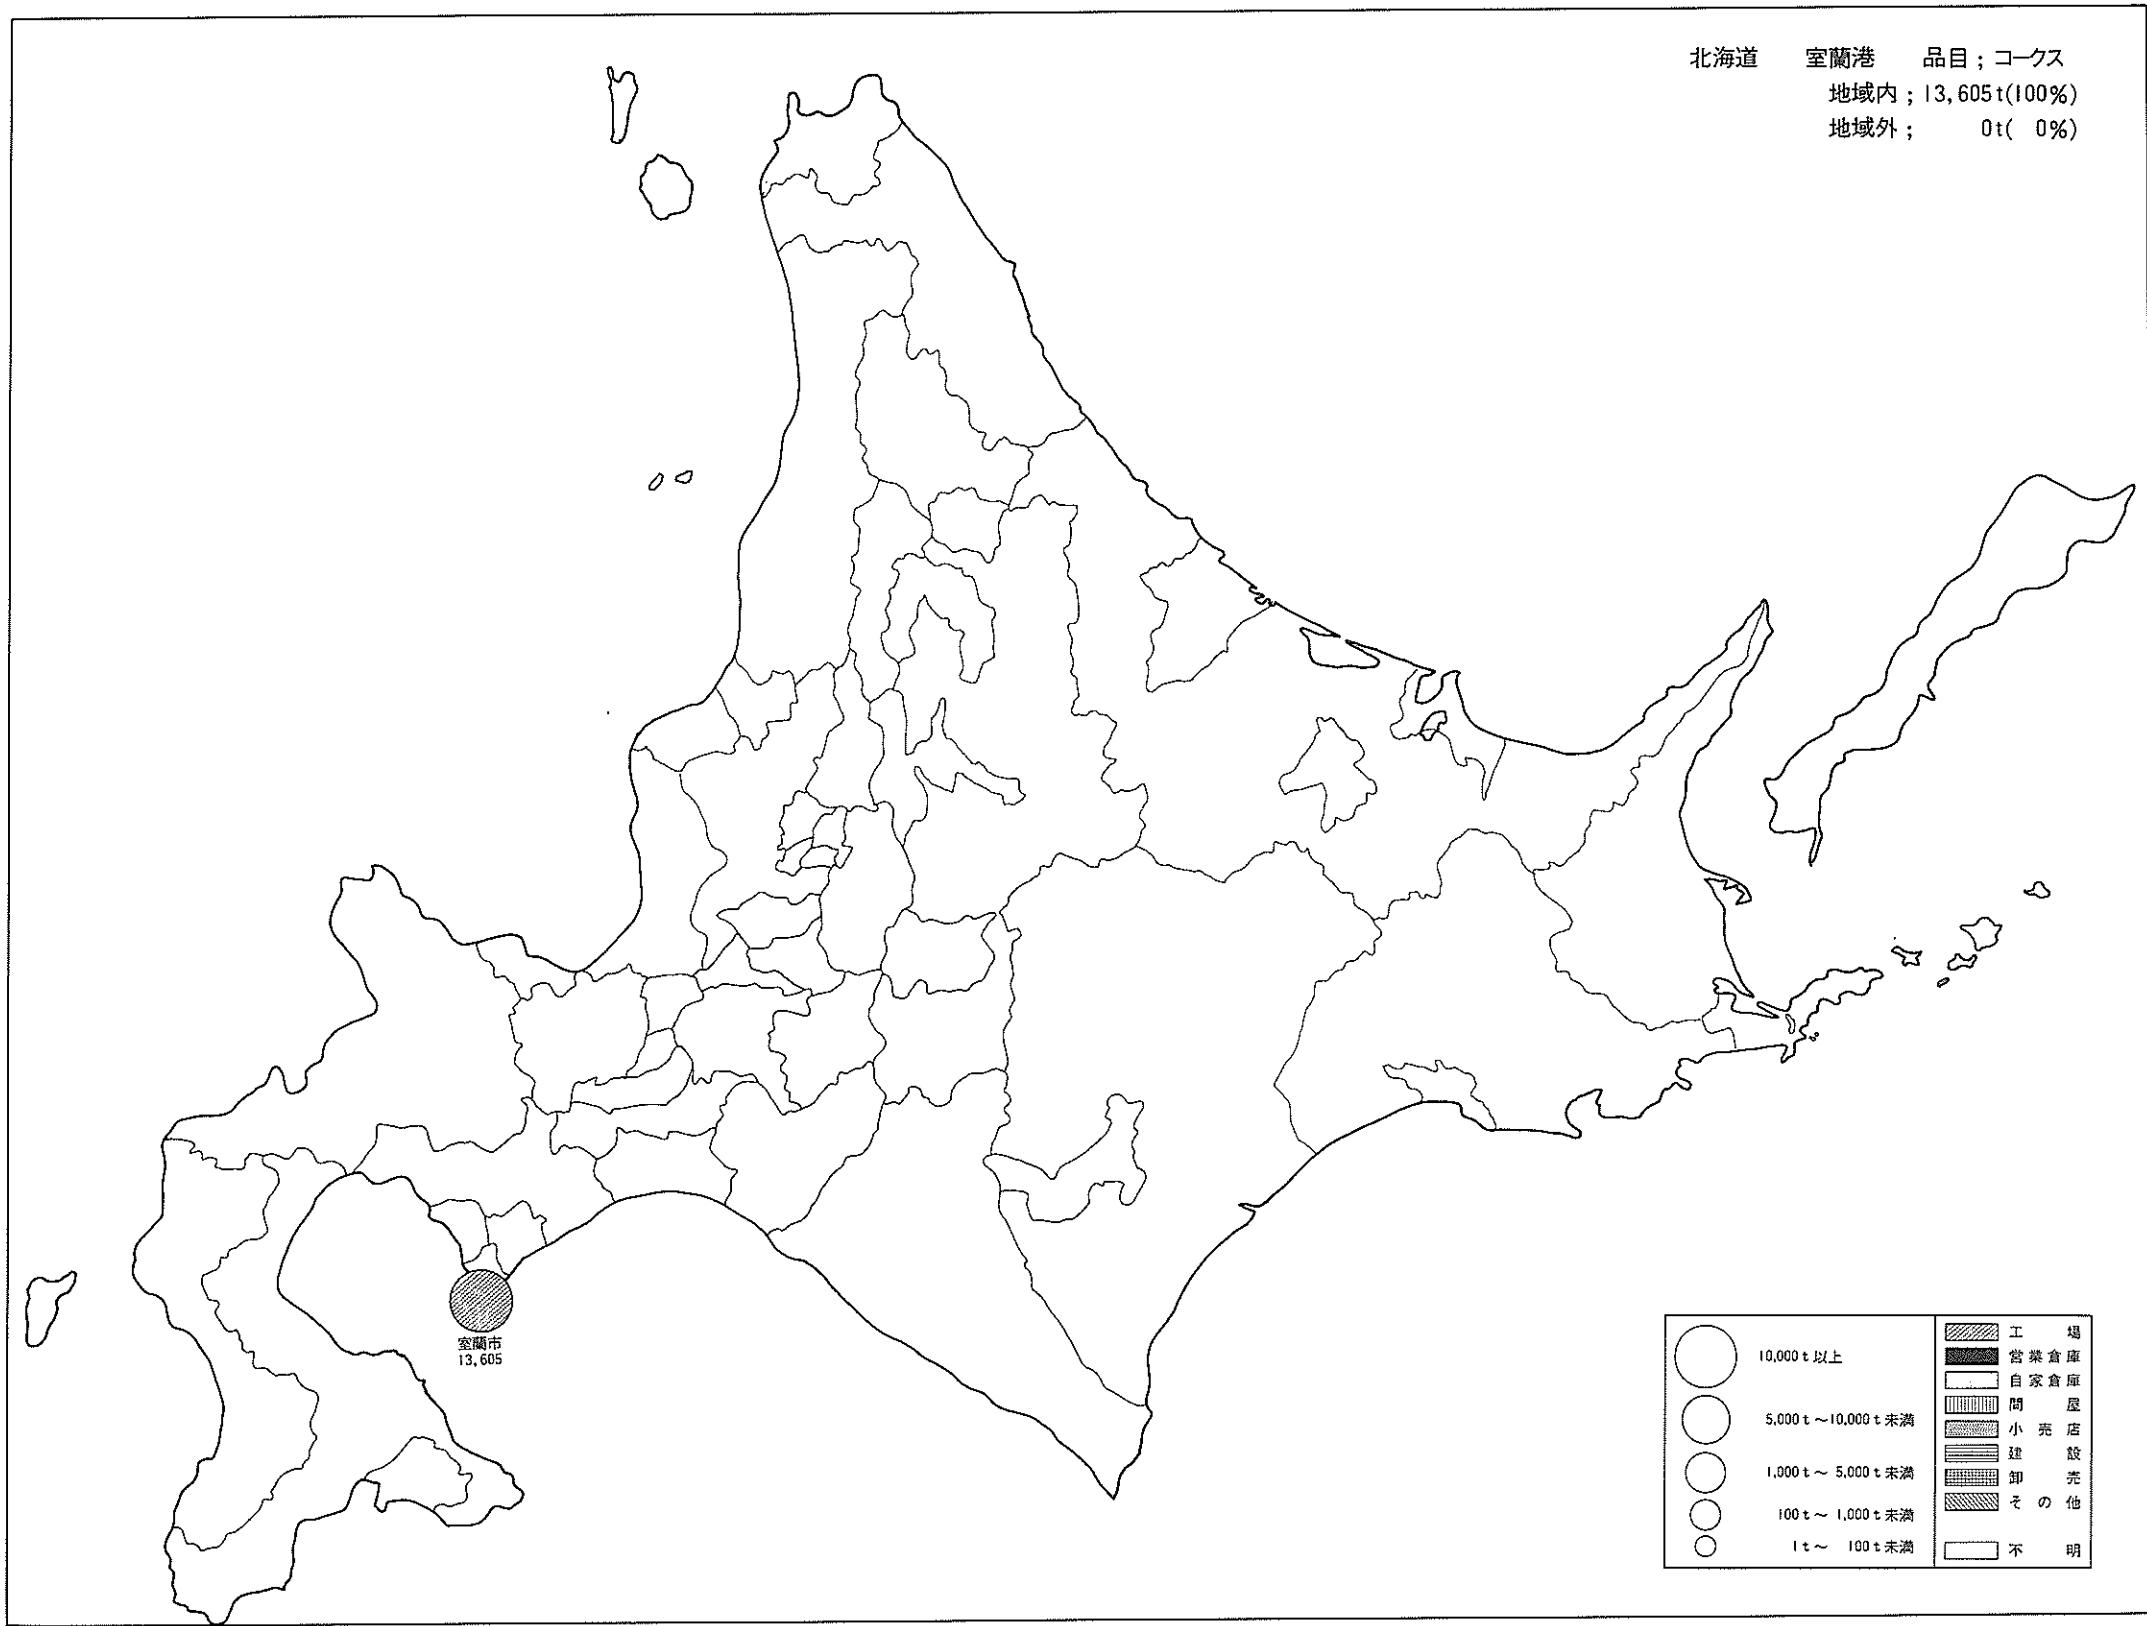 北海道 室蘭港 品目；コークス
地域内；13,605t(100%)
地域外； 0t( 0%)
室蘭市
13,605
10,000t以上
5,000t～10,000t未満
1,000t～ 5,000t未満
100t～ 1,000t未満
1t～ 100t未満
工場
営業倉庫
自家倉庫
問屋
小売店
建設
卸売
その他
不明